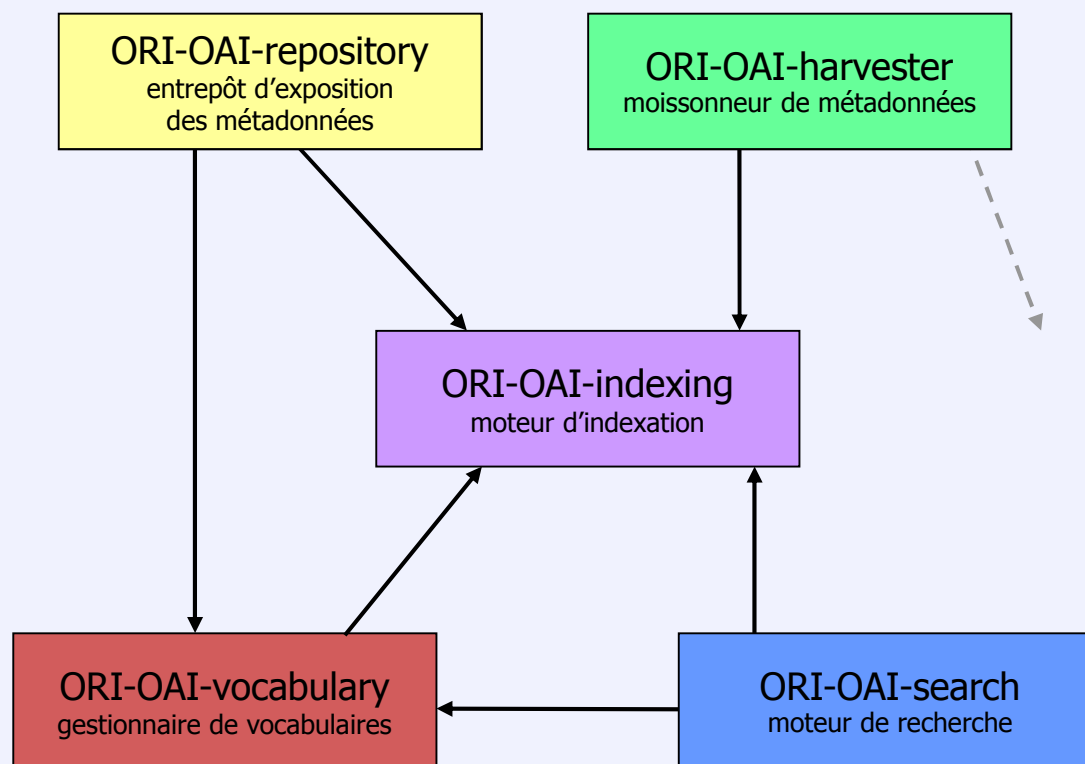 ORI-OAI-repository
entrepôt d’exposition
des métadonnées
ORI-OAI-harvester
moissonneur de métadonnées
ORI-OAI-indexing
moteur d’indexation
ORI-OAI-vocabulary
gestionnaire de vocabulaires
ORI-OAI-search
moteur de recherche